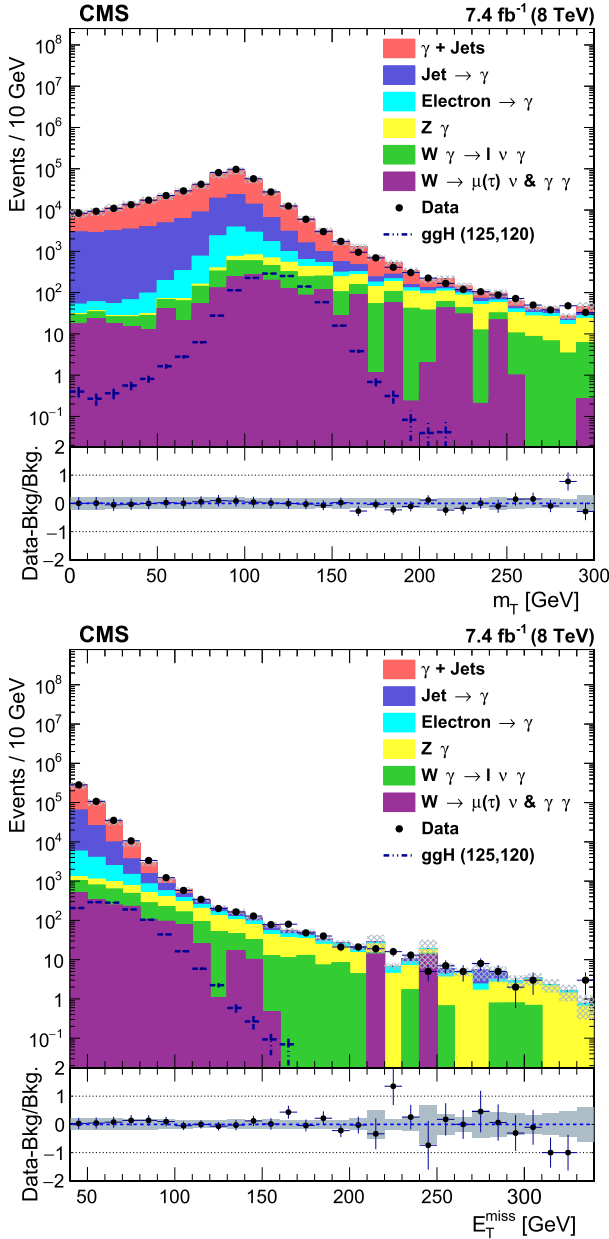 CMS 7.4 fb⁻¹ (8 TeV)
Events / 10 GeV
10⁸
10⁷
10⁶
10⁵
10⁴
10³
10²
10
1
10⁻¹
γ + Jets
Jet → γ
Electron → γ
Z γ
W γ → l ν γ
W → μ(τ) ν & γ γ
Data
ggH (125,120)
Data-Bkg/Bkg.
2
1
0
−1
−2
0 50 100 150 200 250 300
m_T [GeV]
CMS 7.4 fb⁻¹ (8 TeV)
Events / 10 GeV
10⁸
10⁷
10⁶
10⁵
10⁴
10³
10²
10
1
10⁻¹
γ + Jets
Jet → γ
Electron → γ
Z γ
W γ → l ν γ
W → μ(τ) ν & γ γ
Data
ggH (125,120)
Data-Bkg/Bkg.
2
1
0
−1
−2
50 100 150 200 250 300
E_T^miss [GeV]